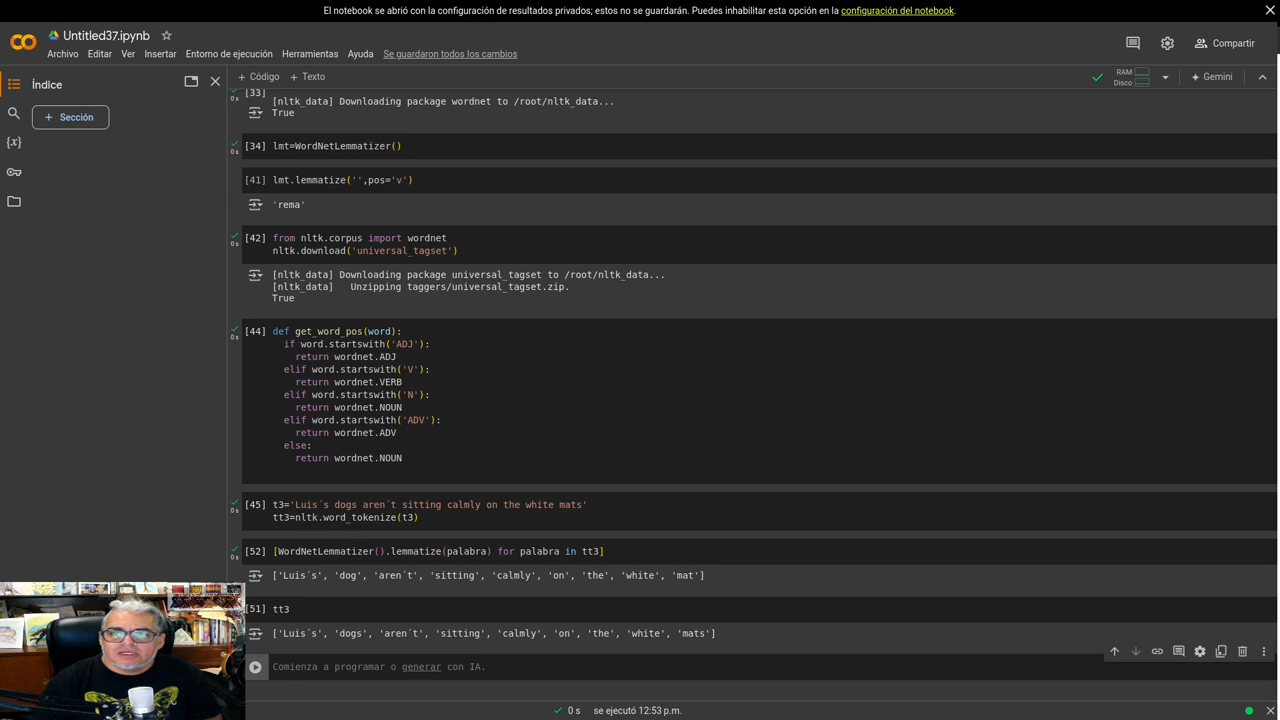 El notebook se abrió con la configuración de resultados privados; estos no se guardarán. Puedes inhabilitar esta opción en la configuración del notebook.
Untitled37.ipynb
Archivo Editar Ver Insertar Entorno de ejecución Herramientas Ayuda Se guardaron todos los cambios
Compartir
Índice
+ Código + Texto
RAM
Disco
Gemini
+ Sección
[33]
0 s
[nltk_data] Downloading package wordnet to /root/nltk_data...
True
[34] lmt=WordNetLemmatizer()
0 s
[41] lmt.lemmatize('',pos='v')
'rema'
[42] from nltk.corpus import wordnet
0 s
nltk.download('universal_tagset')
[nltk_data] Downloading package universal_tagset to /root/nltk_data...
[nltk_data]   Unzipping taggers/universal_tagset.zip.
True
[44] def get_word_pos(word):
0 s
if word.startswith('ADJ'):
return wordnet.ADJ
elif word.startswith('V'):
return wordnet.VERB
elif word.startswith('N'):
return wordnet.NOUN
elif word.startswith('ADV'):
return wordnet.ADV
else:
return wordnet.NOUN
[45] t3='Luis´s dogs aren´t sitting calmly on the white mats'
0 s
tt3=nltk.word_tokenize(t3)
[52] [WordNetLemmatizer().lemmatize(palabra) for palabra in tt3]
0 s
['Luis´s', 'dog', 'aren´t', 'sitting', 'calmly', 'on', 'the', 'white', 'mat']
[51] tt3
['Luis´s', 'dogs', 'aren´t', 'sitting', 'calmly', 'on', 'the', 'white', 'mats']
Comienza a programar o generar con IA.
0 s se ejecutó 12:53 p.m.